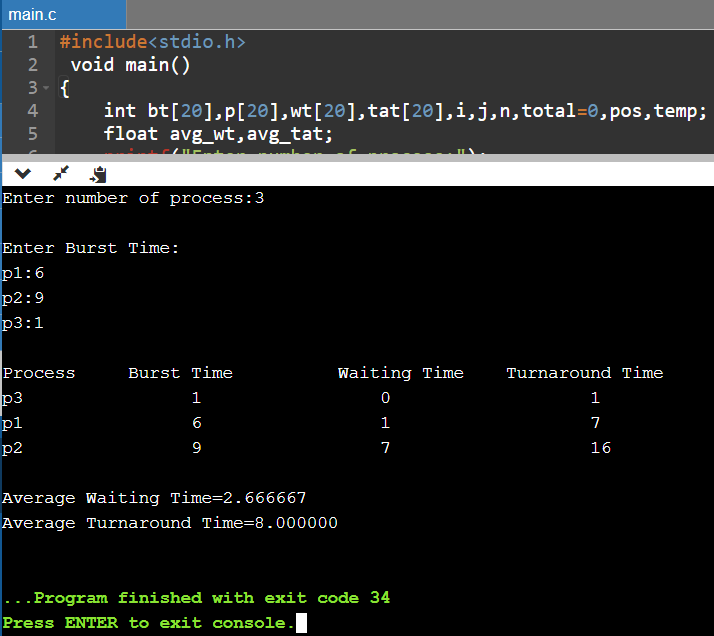 main.c
1 #include<stdio.h>
2 void main()
3 {
4 int bt[20],p[20],wt[20],tat[20],i,j,n,total=0,pos,temp;
5 float avg_wt,avg_tat;
Enter number of process:3
Enter Burst Time:
p1:6
p2:9
p3:1
Process Burst Time Waiting Time Turnaround Time
p3 1 0 1
p1 6 1 7
p2 9 7 16
Average Waiting Time=2.666667
Average Turnaround Time=8.000000
...Program finished with exit code 34
Press ENTER to exit console.